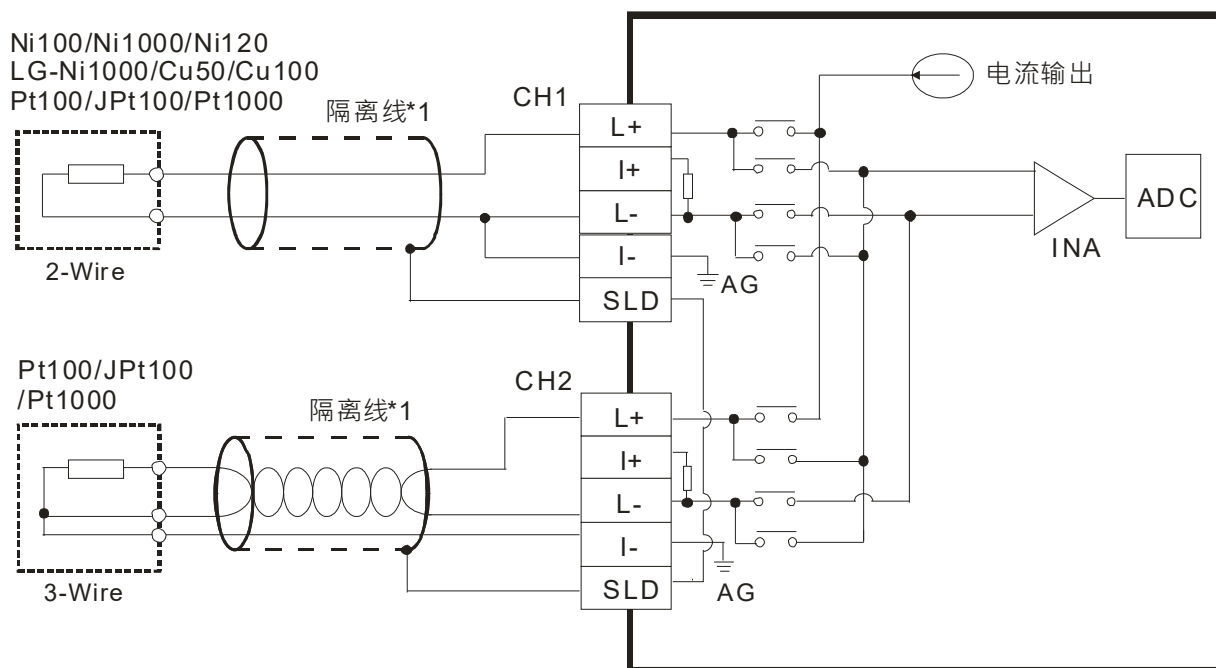 Ni100/Ni1000/Ni120
LG-Ni1000/Cu50/Cu100
Pt100/JPt100/Pt1000
隔离线*1
2-Wire
CH1
L+
I+
L-
I-
SLD
AG
电流输出
INA
ADC
Pt100/JPt100
/Pt1000
隔离线*1
3-Wire
CH2
L+
I+
L-
I-
SLD
AG